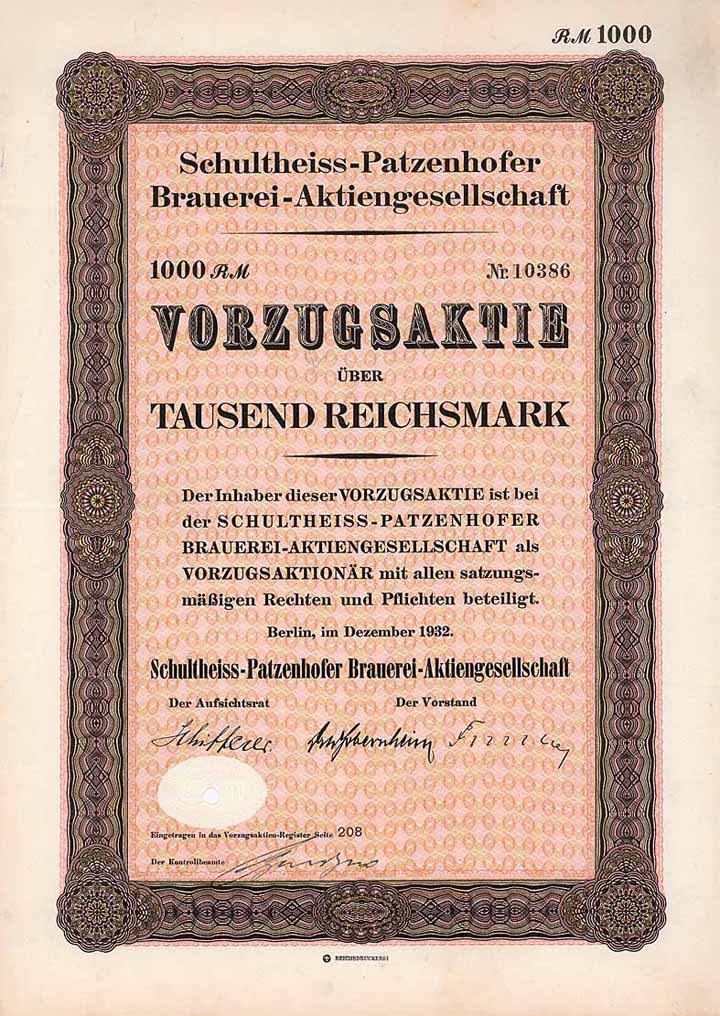 RM 1000
Schultheiss-Patzenhofer
Brauerei-Aktiengesellschaft
1000 RM Nr. 10386
VORZUGSAKTIE
ÜBER
TAUSEND REICHSMARK
Der Inhaber dieser VORZUGSAKTIE ist bei
der SCHULTHEISS-PATZENHOFER
BRAUEREI-AKTIENGESELLSCHAFT als
VORZUGSAKTIONÄR mit allen satzungs-
mäßigen Rechten und Pflichten beteiligt.
Berlin, im Dezember 1932.
Schultheiss-Patzenhofer Brauerei-Aktiengesellschaft
Der Aufsichtsrat Der Vorstand
Eingetragen in das Vorzugsaktien-Register Seite 208
Der Kontrollbeamte
REICHSDRUCKEREI